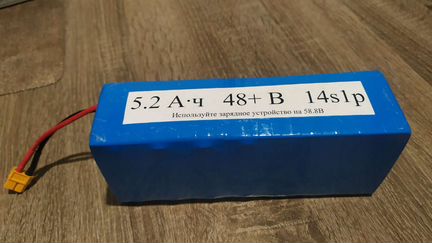 5.2 А·ч 48+ В 14s1p
Используйте зарядное устройство на 58.8В